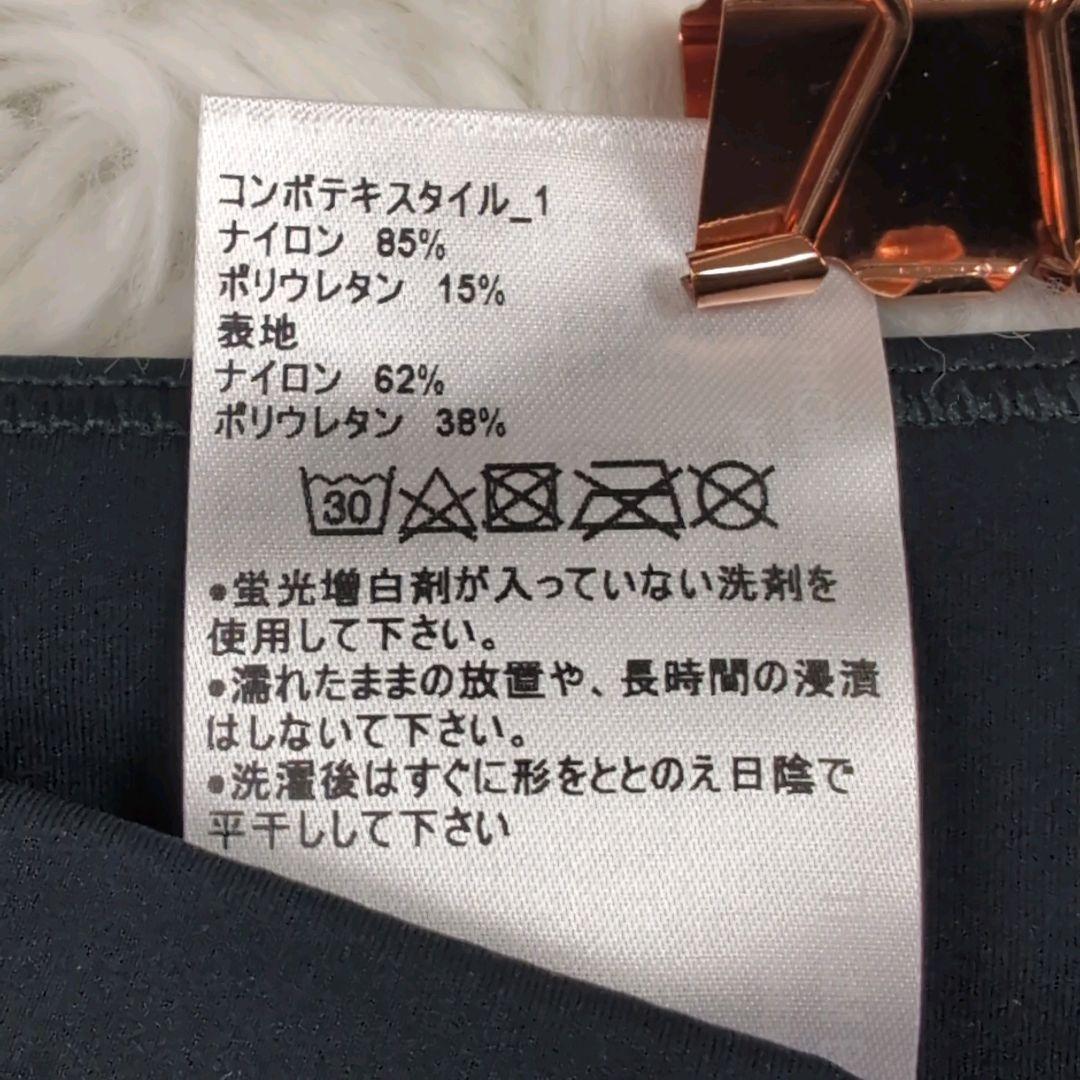 コンボテキスタイル_1
ナイロン 85%
ポリウレタン 15%
表地
ナイロン 62%
ポリウレタン 38%
30
•蛍光増白剤が入っていない洗剤を
使用して下さい。
•濡れたままの放置や、長時間の浸漬
はしないて下さい。
•洗濯後はすぐに形をととのえ日陰で
平干しして下さい